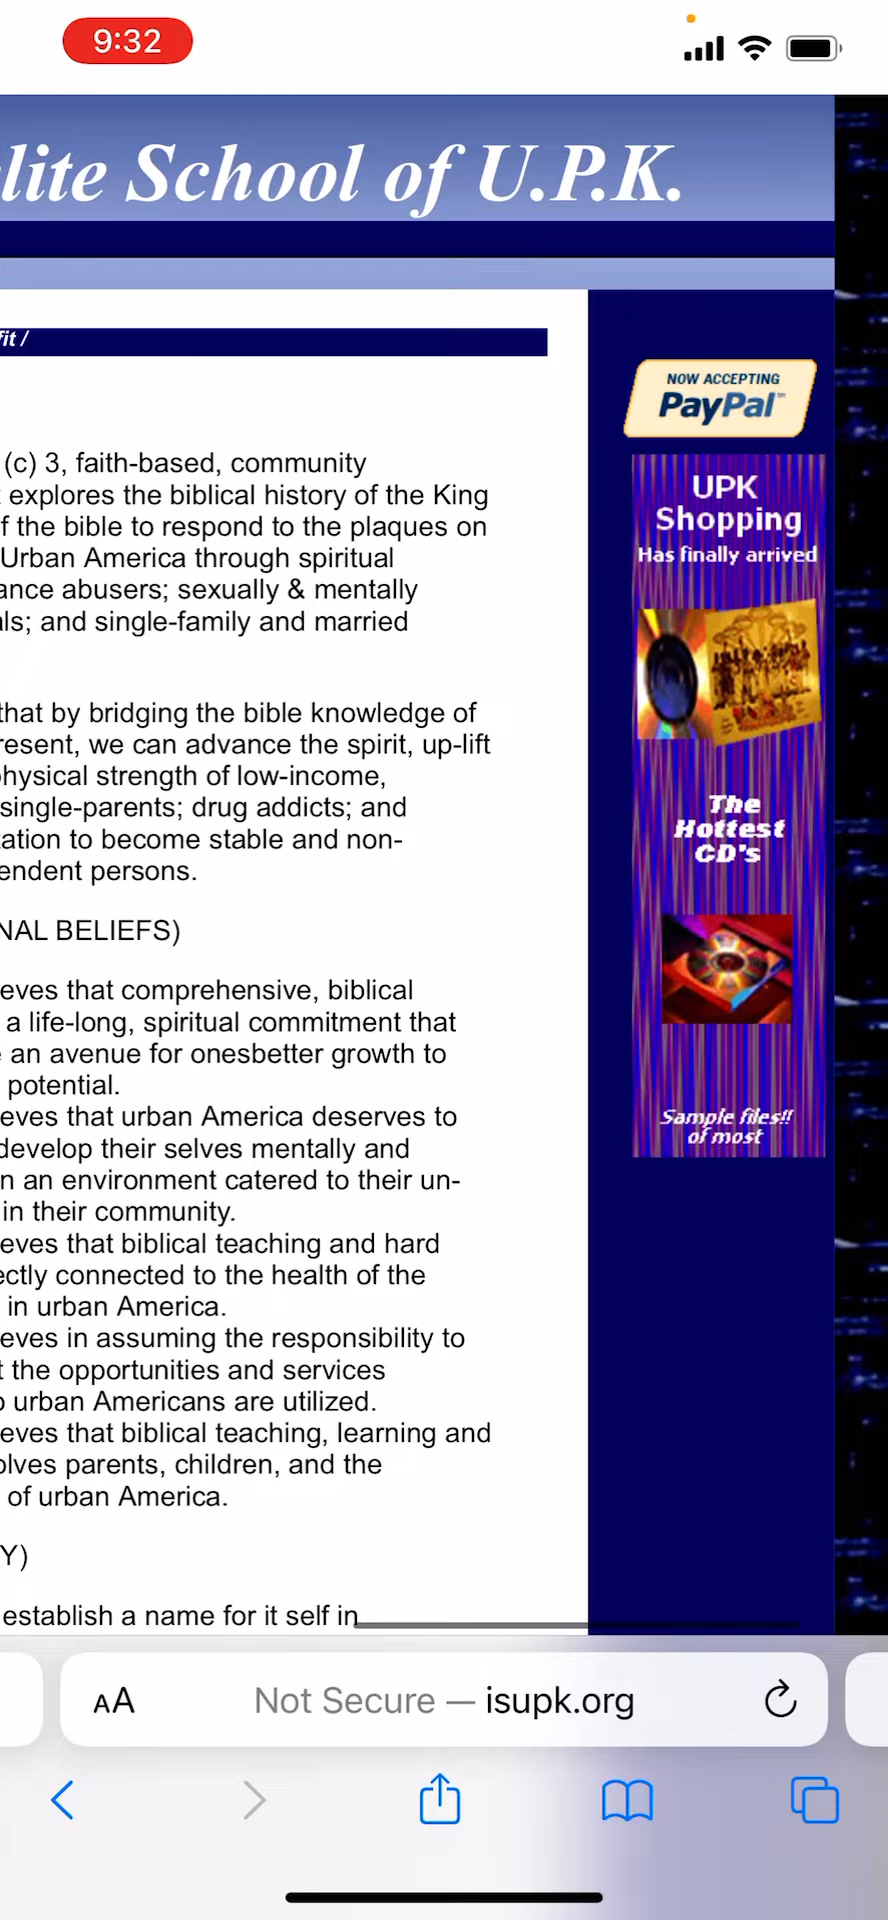 9:32
lite School of U.P.K.
fit /
NOW ACCEPTING
PayPal™
(c) 3, faith-based, community
explores the biblical history of the King
f the bible to respond to the plaques on
Urban America through spiritual
ance abusers; sexually & mentally
als; and single-family and married
UPK
Shopping
Has finally arrived
that by bridging the bible knowledge of
resent, we can advance the spirit, up-lift
physical strength of low-income,
single-parents; drug addicts; and
tation to become stable and non-
endent persons.
The
Hottest
CD's
NAL BELIEFS)
eves that comprehensive, biblical
a life-long, spiritual commitment that
e an avenue for onesbetter growth to
potential.
eves that urban America deserves to
develop their selves mentally and
n an environment catered to their un-
in their community.
eves that biblical teaching and hard
ectly connected to the health of the
in urban America.
eves in assuming the responsibility to
t the opportunities and services
o urban Americans are utilized.
eves that biblical teaching, learning and
olves parents, children, and the
of urban America.
Sample files!!
of most
Y)
establish a name for it self in
AA
Not Secure — isupk.org